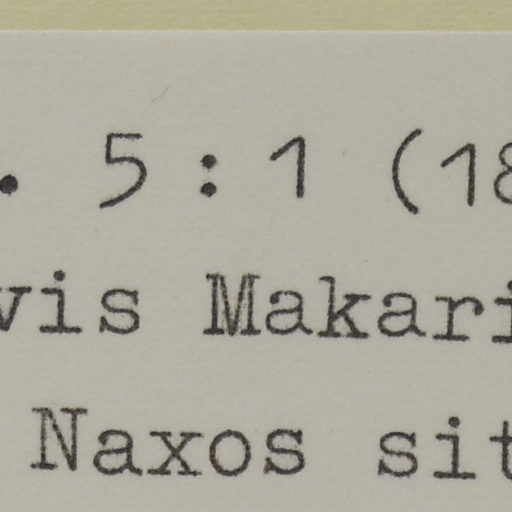 . 5:1 (18
vis Makari
Naxos sit